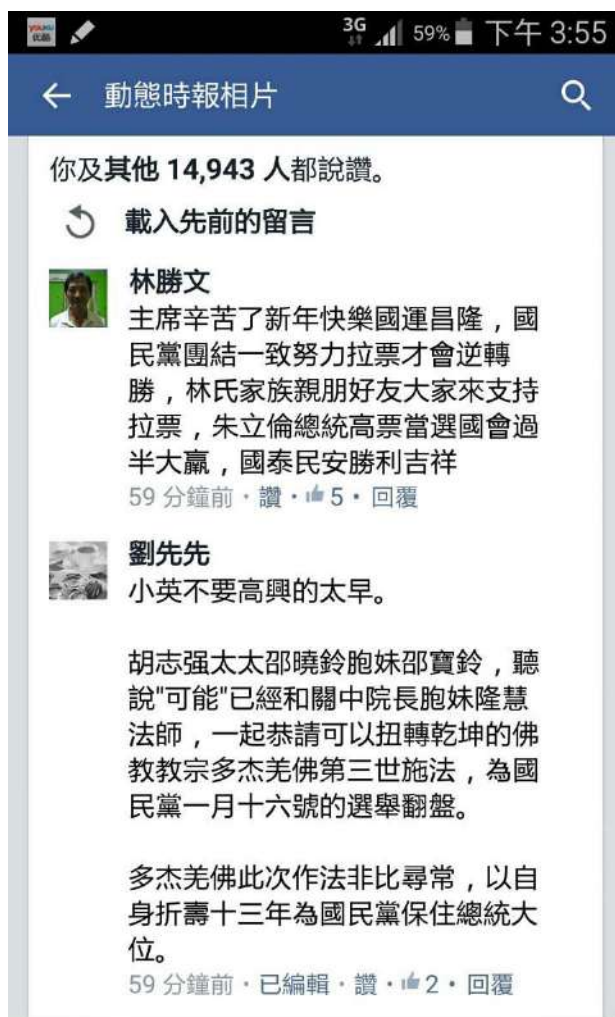 YOUKU
优酷
3G 59% 下午 3:55
動態時報相片
你及其他 14,943 人都說讚。
載入先前的留言
林勝文
主席辛苦了新年快樂國運昌隆，國
民黨團結一致努力拉票才會逆轉
勝，林氏家族親朋好友大家來支持
拉票，朱立倫總統高票當選國會過
半大贏，國泰民安勝利吉祥
59 分鐘前・讚・5・回覆
劉先先
小英不要高興的太早。
胡志强太太邵曉鈴胞妹邵寶鈴，聽
說"可能"已經和關中院長胞妹隆慧
法師，一起恭請可以扭轉乾坤的佛
教教宗多杰羌佛第三世施法，為國
民黨一月十六號的選舉翻盤。
多杰羌佛此次作法非比尋常，以自
身折壽十三年為國民黨保住總統大
位。
59 分鐘前・已編輯・讚・2・回覆